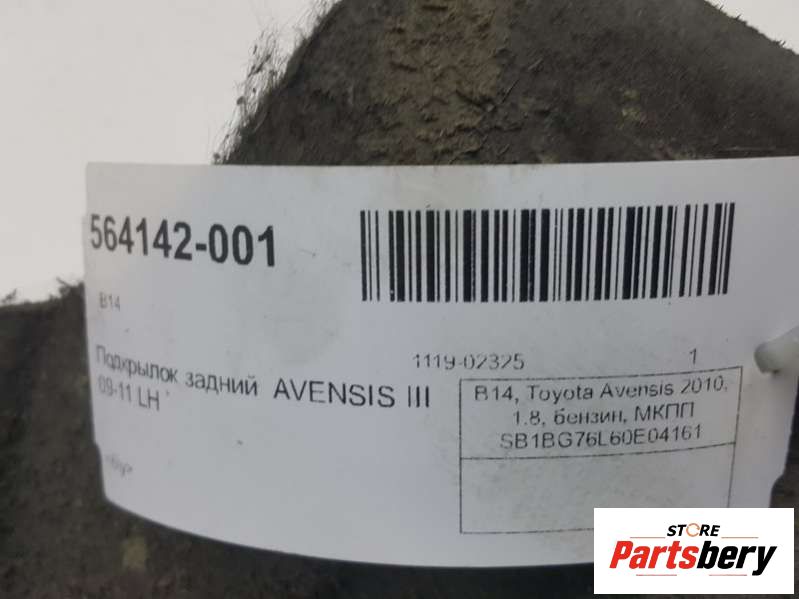 564142-001
B14
Подкрылок задний AVENSIS III
09-11 LH
<б/у>
1119-02325 1
B14, Toyota Avensis 2010,
1.8, бензин, МКПП
SB1BG76L60E04161
STORE
Partsbery